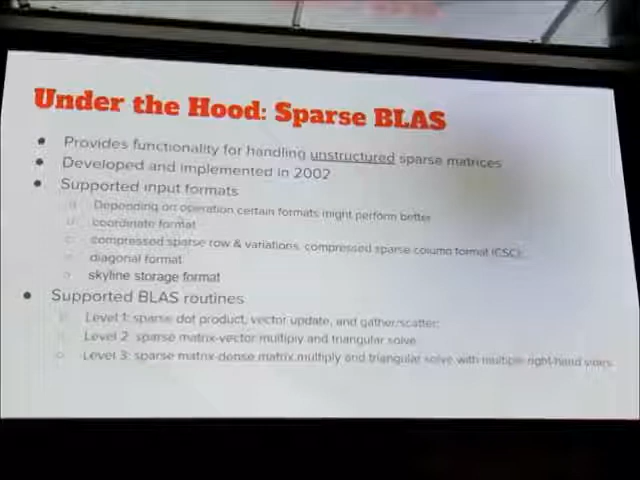 Under the Hood: Sparse BLAS
● Provides functionality for handling unstructured sparse matrices
● Developed and implemented in 2002
● Supported input formats
○ Depending on operation certain formats might perform better
○ coordinate format
○ compressed sparse row & variations, compressed sparse column format (CSC)
○ diagonal format
○ skyline storage format
● Supported BLAS routines
○ Level 1: sparse dot product, vector update, and gather/scatter;
○ Level 2: sparse matrix-vector multiply and triangular solve
○ Level 3: sparse matrix-dense matrix multiply and triangular solve with multiple right-hand sides.